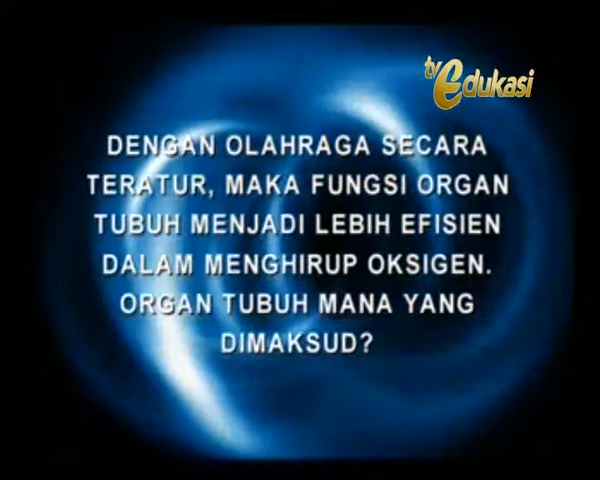 tv Edukasi
DENGAN OLAHRAGA SECARA
TERATUR, MAKA FUNGSI ORGAN
TUBUH MENJADI LEBIH EFISIEN
DALAM MENGHIRUP OKSIGEN.
ORGAN TUBUH MANA YANG
DIMAKSUD?